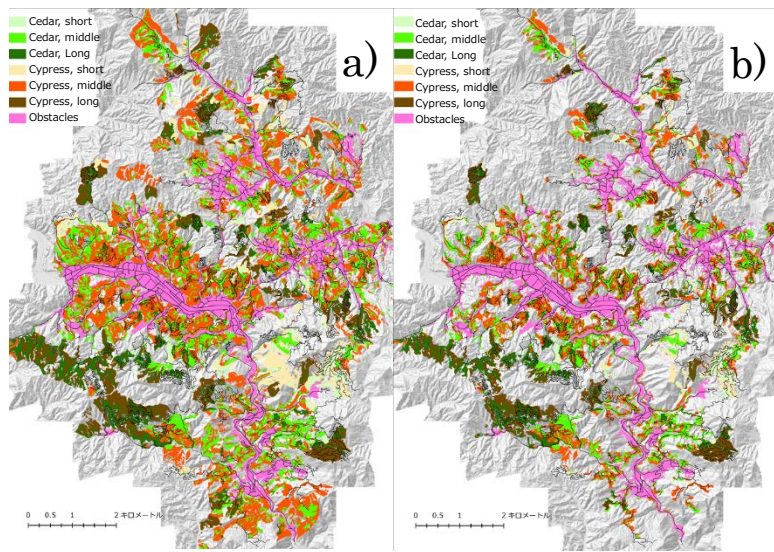 Cedar, short
Cedar, middle
Cedar, Long
Cypress, short
Cypress, middle
Cypress, long
Obstacles
a)
0 0.5 1 2 キロメートル
Cedar, short
Cedar, middle
Cedar, Long
Cypress, short
Cypress, middle
Cypress, long
Obstacles
b)
0 0.5 1 2 キロメートル